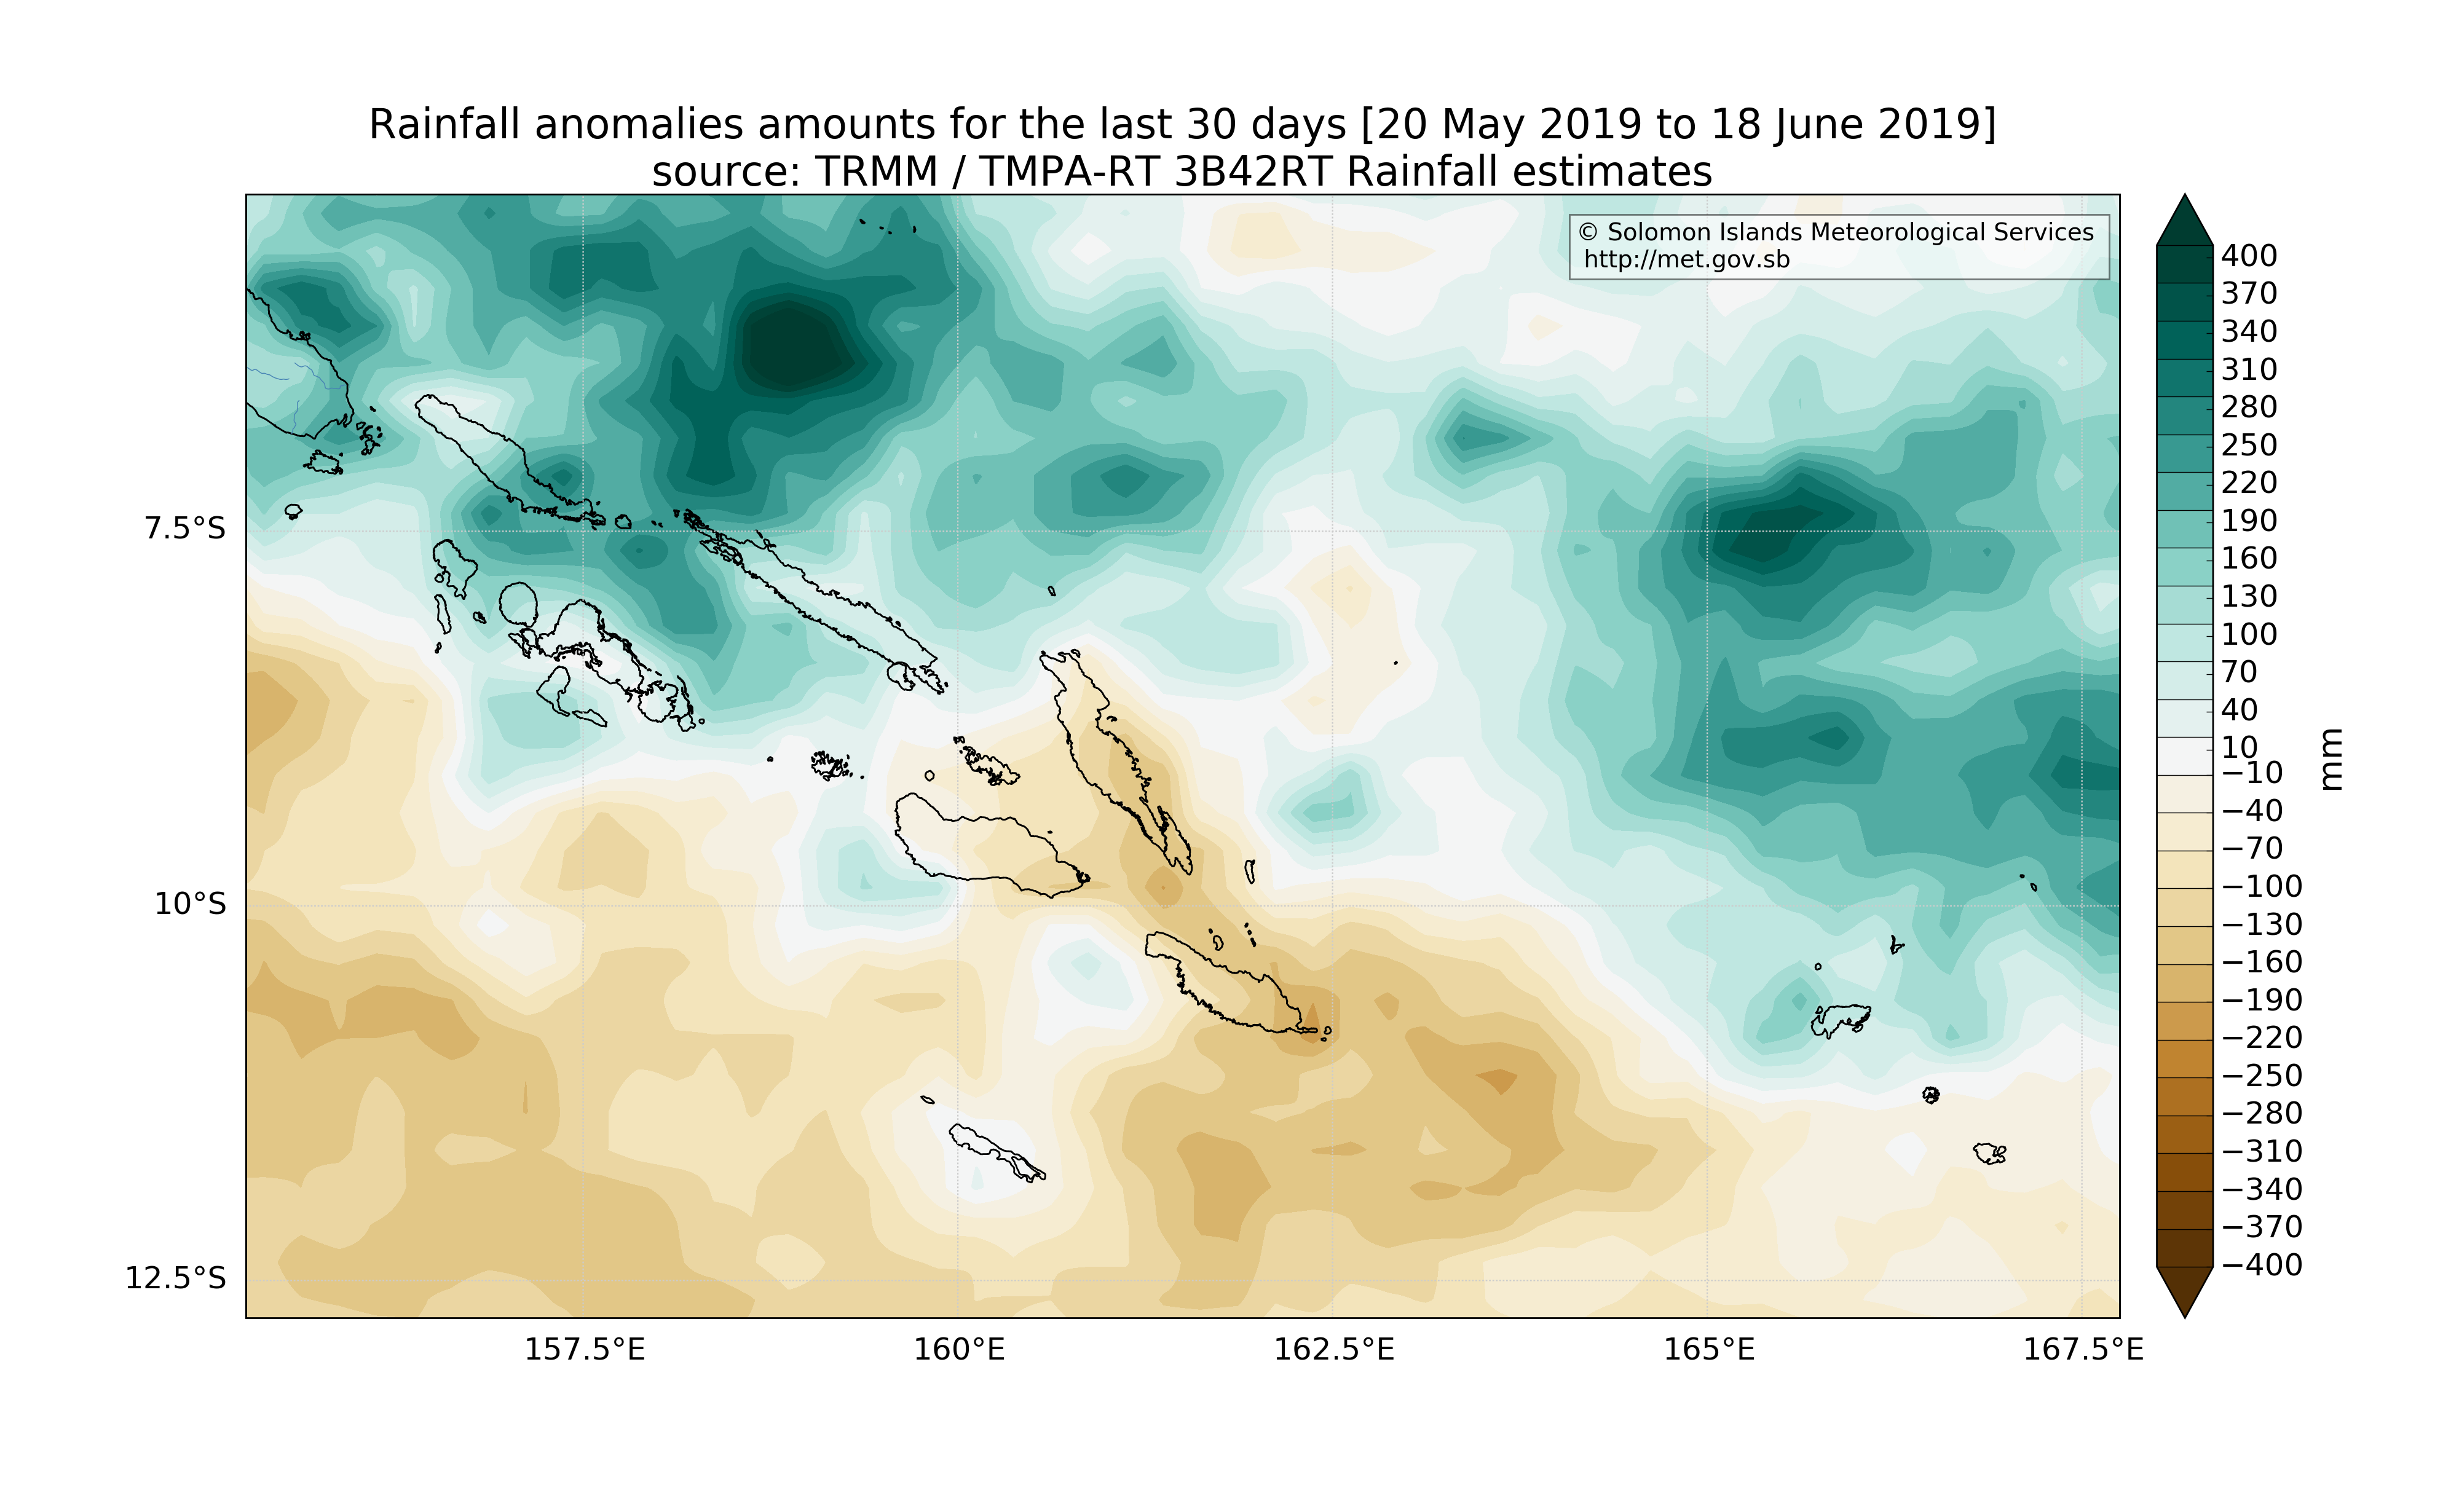 Rainfall anomalies amounts for the last 30 days [20 May 2019 to 18 June 2019]
source: TRMM / TMPA-RT 3B42RT Rainfall estimates
© Solomon Islands Meteorological Services
http://met.gov.sb
7.5°S
10°S
12.5°S
157.5°E
160°E
162.5°E
165°E
167.5°E
400
370
340
310
280
250
220
190
160
130
100
70
40
10
−10
−40
−70
−100
−130
−160
−190
−220
−250
−280
−310
−340
−370
−400
mm